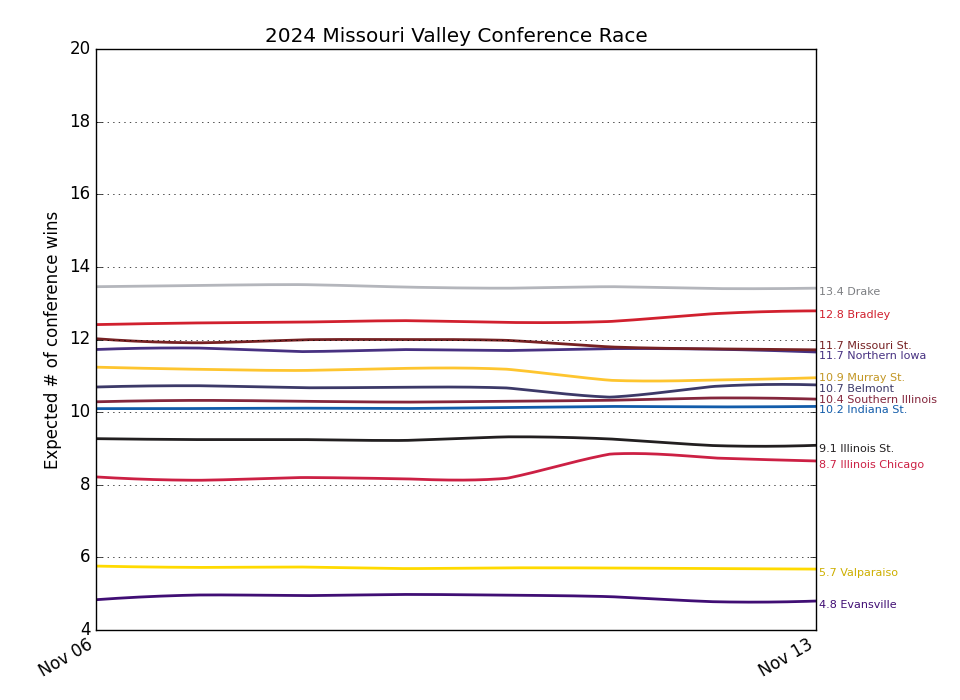 2024 Missouri Valley Conference Race
Expected # of conference wins
20
18
16
14
12
10
8
6
4
Nov 06
Nov 13
13.4 Drake
12.8 Bradley
11.7 Missouri St.
11.7 Northern Iowa
10.9 Murray St.
10.7 Belmont
10.4 Southern Illinois
10.2 Indiana St.
9.1 Illinois St.
8.7 Illinois Chicago
5.7 Valparaiso
4.8 Evansville